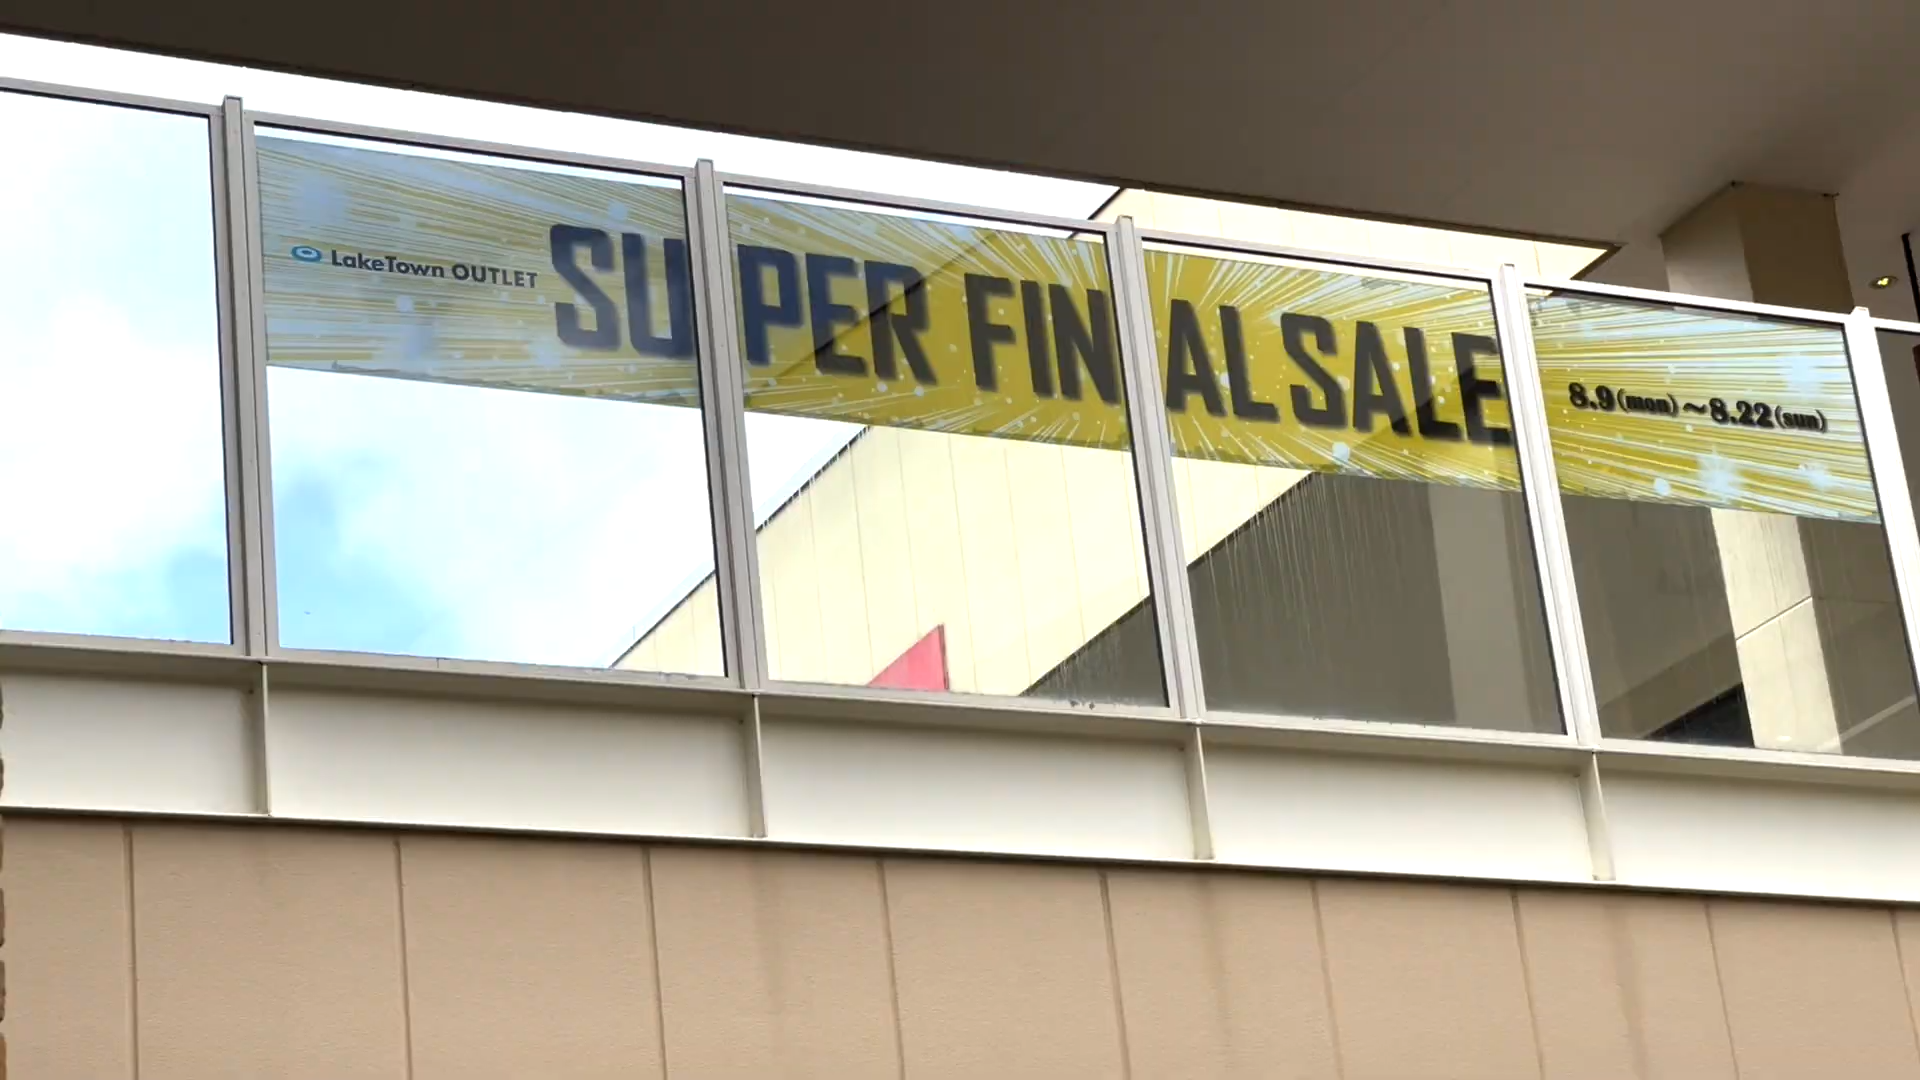 LakeTown OUTLET
SUPER FINAL SALE
8.9(mon)～8.22(sun)